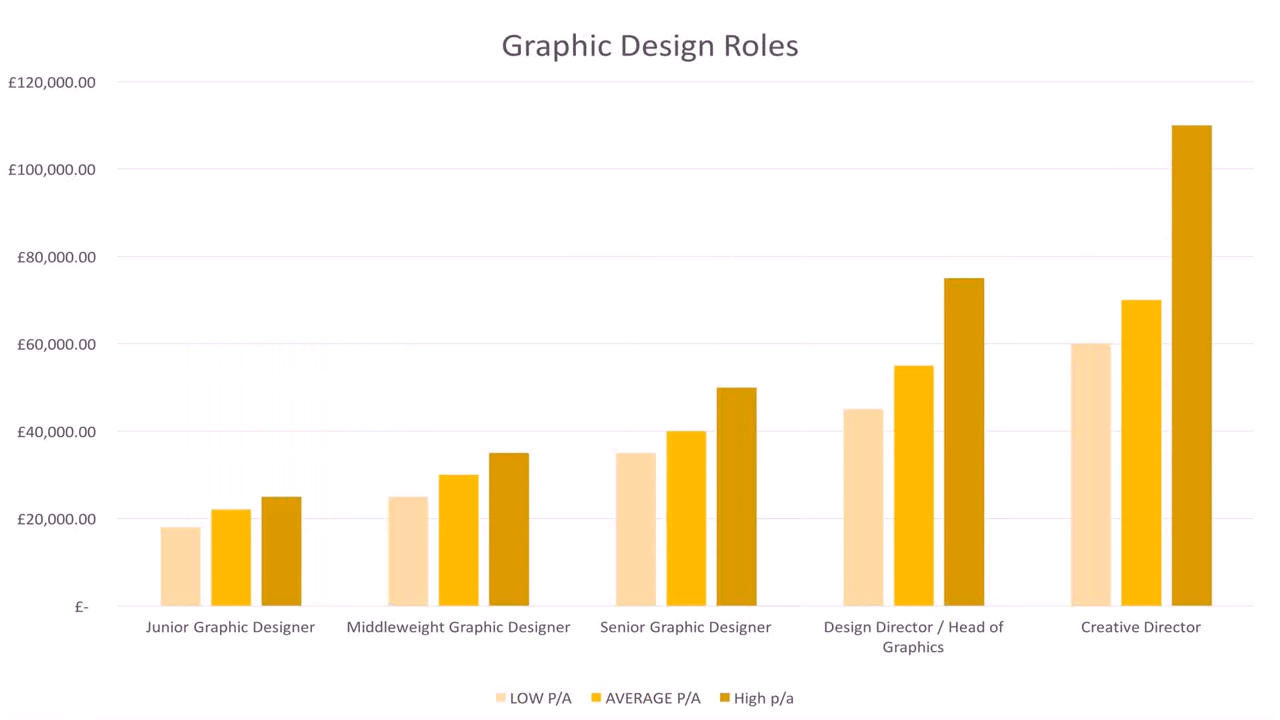 Graphic Design Roles
£120,000.00
£100,000.00
£80,000.00
£60,000.00
£40,000.00
£20,000.00
£-
Junior Graphic Designer
Middleweight Graphic Designer
Senior Graphic Designer
Design Director / Head of
Graphics
Creative Director
LOW P/A
AVERAGE P/A
High p/a